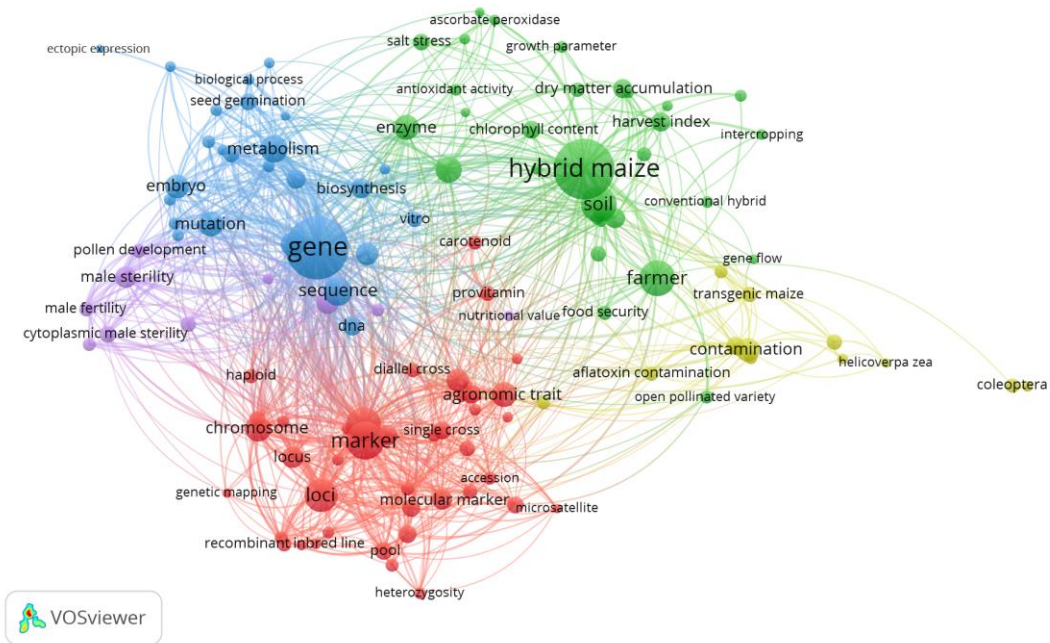 ascorbate peroxidase
salt stress
growth parameter
ectopic expression
biological process
seed germination
antioxidant activity
dry matter accumulation
enzyme
chlorophyll content
harvest index
intercropping
metabolism
hybrid maize
embryo
biosynthesis
soil
conventional hybrid
mutation
vitro
carotenoid
gene
pollen development
male sterility
gene flow
farmer
sequence
provitamin
transgenic maize
male fertility
nutritional value
food security
cytoplasmic male sterility
dna
contamination
helicoverpa zea
haploid
diallel cross
aflatoxin contamination
coleoptera
agronomic trait
open pollinated variety
chromosome
marker
single cross
locus
accession
genetic mapping
loci
molecular marker
microsatellite
recombinant inbred line
pool
heterozygosity
VOSviewer